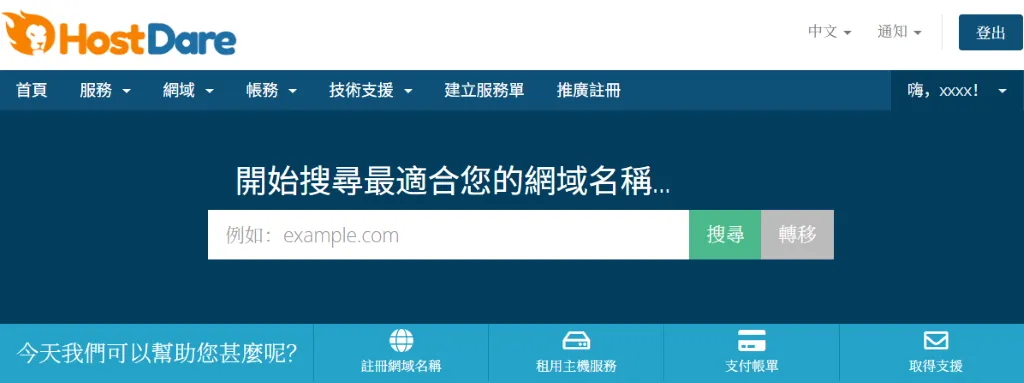 HostDare
中文 通知 登出
首頁 服務 網域 帳務 技術支援 建立服務單 推廣註冊 嗨，xxxx！
開始搜尋最適合您的網域名稱...
例如：example.com 搜尋 轉移
今天我們可以幫助您甚麼呢?
註冊網域名稱 租用主機服務 支付帳單 取得支援